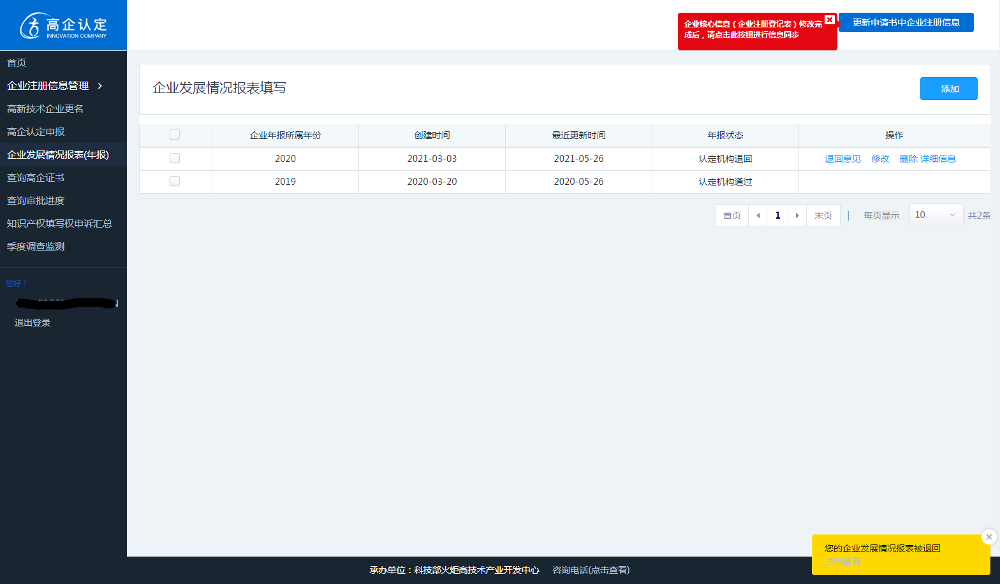 高企认定
INNOVATION COMPANY
企业核心信息（企业注册登记表）修改完
成后，请点击此按钮进行信息同步
更新申请书中企业注册信息
首页
企业注册信息管理
高新技术企业更名
高企认定申报
企业发展情况报表(年报)
查询高企证书
查询审批进度
知识产权填写权申诉汇总
季度调查监测
您好！
N
退出登录
企业发展情况报表填写
添加
企业年报所属年份 创建时间 最近更新时间 年报状态 操作
2020 2021-03-03 2021-05-26 认定机构退回 退回意见 修改 删除 详细信息
2019 2020-03-20 2020-05-26 认定机构通过
首页 1 末页 | 每页显示 10 共2条
您的企业发展情况报表被退回
点击查看
承办单位：科技部火炬高技术产业开发中心 咨询电话(点击查看)